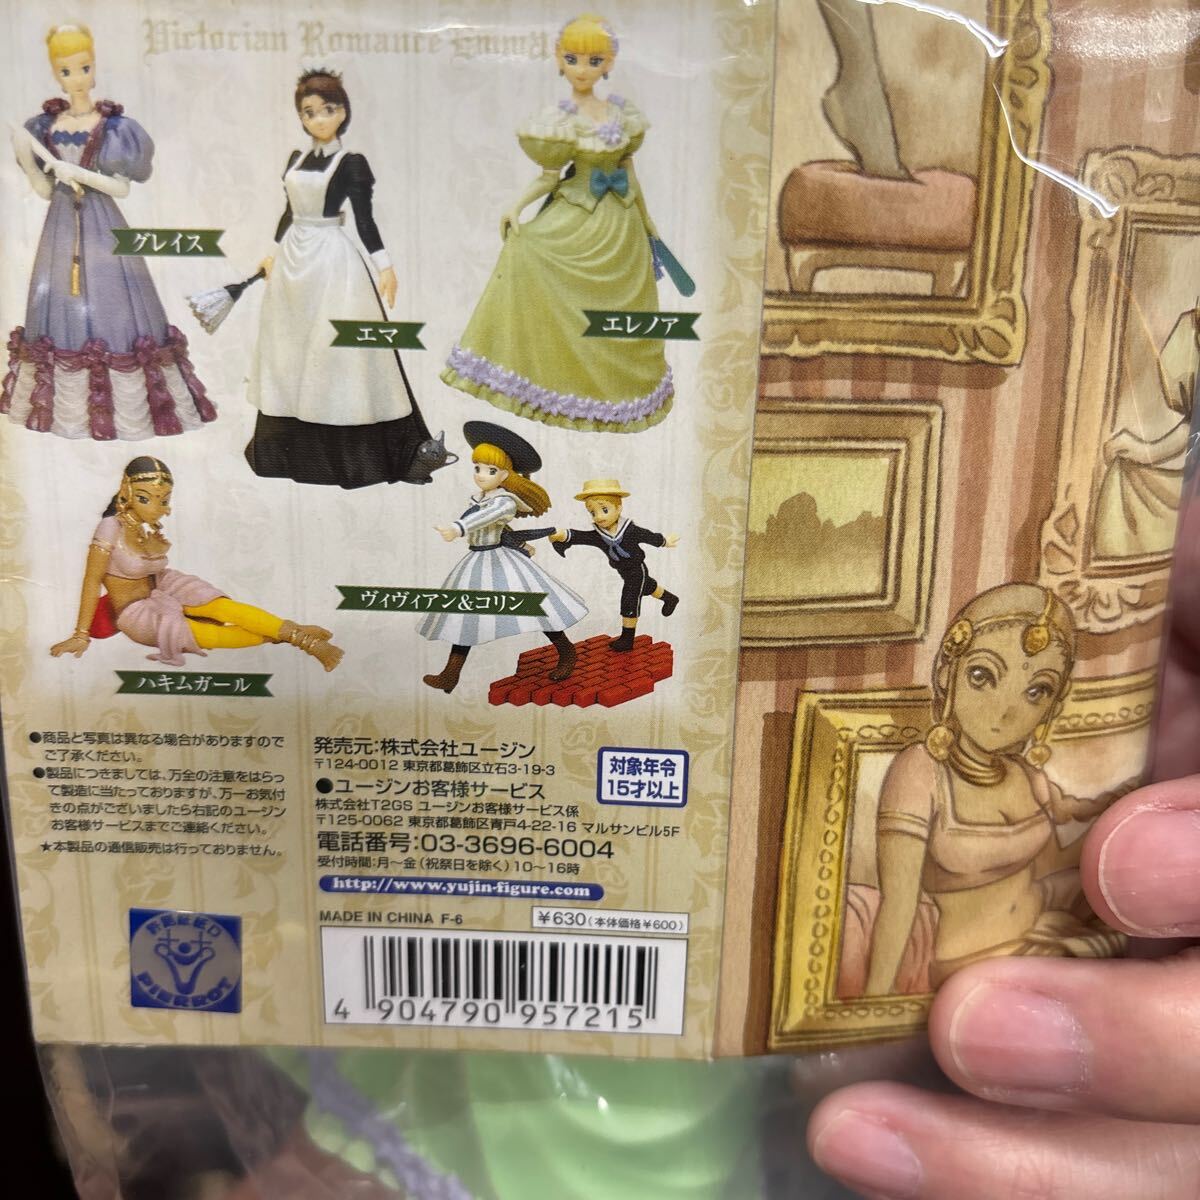 Victorian Romance Emma
グレイス
エマ
エレノア
ハキムガール
ヴィヴィアン&コリン
●商品と写真は異なる場合がありますので
ご了承ください。
●製品につきましては、万全の注意をはらっ
て製造に当たっておりますが、万一お気付
きの点がございましたら右記のユージン
お客様サービスまでご連絡ください。
★本製品の通信販売は行っておりません。
発売元:株式会社ユージン
〒124-0012 東京都葛飾区立石3-19-3
●ユージンお客様サービス
株式会社T2GS ユージンお客様サービス係
〒125-0062 東京都葛飾区青戸4-22-16 マルサンビル5F
電話番号:03-3696-6004
受付時間:月〜金(祝祭日を除く)10〜16時
http://www.yujin-figure.com
対象年令
15才以上
MADE IN CHINA F-6
¥630(本体価格¥600)
4 904790 957215
PIERROT